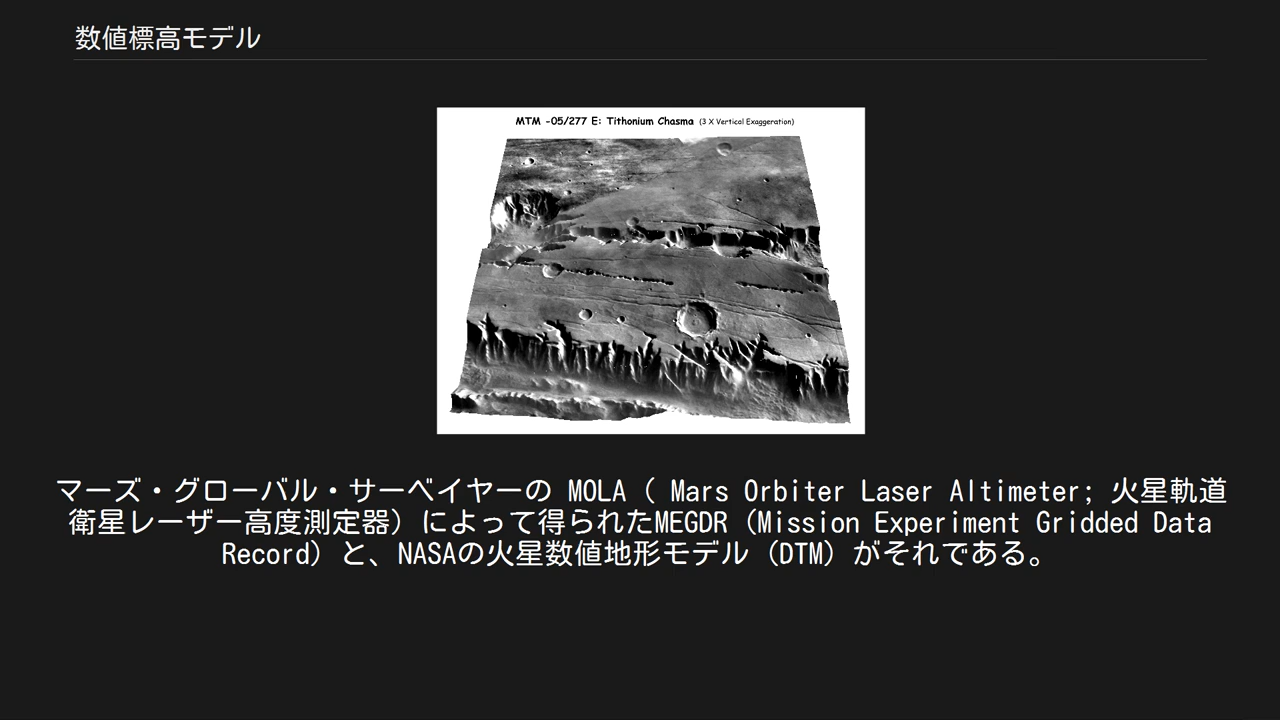 数値標高モデル
MTM -05/277 E: Tithonium Chasma (3 X Vertical Exaggeration)
マーズ・グローバル・サーベイヤーの MOLA（ Mars Orbiter Laser Altimeter; 火星軌道
衛星レーザー高度測定器）によって得られたMEGDR（Mission Experiment Gridded Data
Record）と、NASAの火星数値地形モデル（DTM）がそれである。